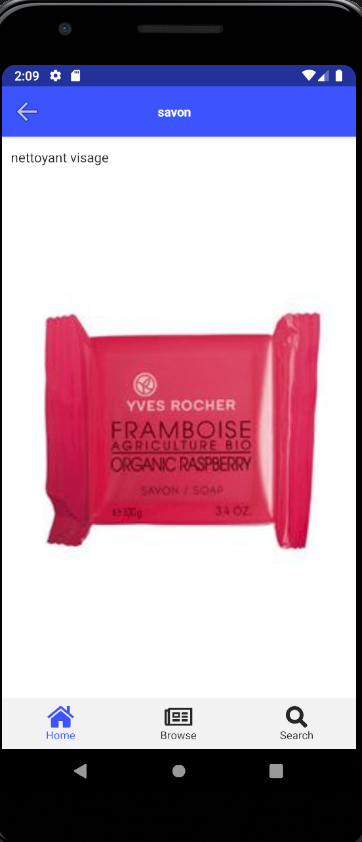 2:09
savon
nettoyant visage
YVES ROCHER
FRAMBOISE
AGRICULTURE BIO
ORGANIC RASPBERRY
SAVON / SOAP
e 100g 3.4 OZ.
Home Browse Search